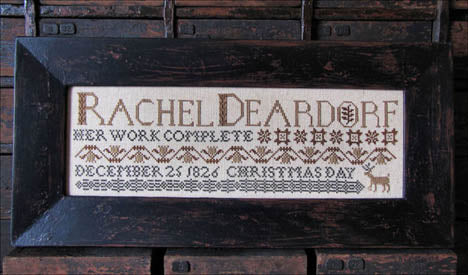 RACHEL DEARDORF
HER WORK COMPLETE
DECEMBER 25 1826 CHRISTMAS DAY